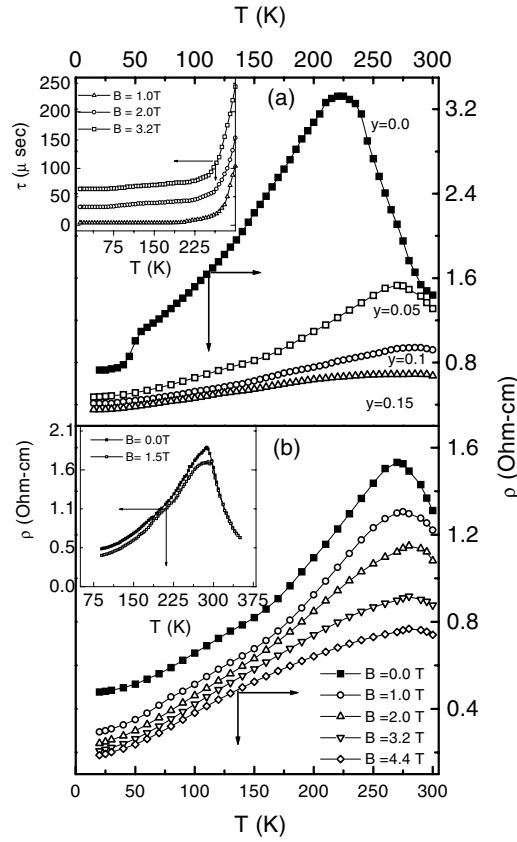 T (K)
0 50 100 150 200 250 300
(a)
250
200
150
100
50
0
τ (μ sec)
B = 1.0T
B = 2.0T
B = 3.2T
75 150 225
T (K)
y=0.0
y=0.05
y=0.1
y=0.15
3.2
2.4
1.6
0.8
(b)
2.1
1.6
1.1
0.5
0.0
ρ (Ohm-cm)
B= 0.0T
B= 1.5T
75 150 225 300 375
T (K)
1.6
1.2
0.8
0.4
ρ (Ohm-cm)
B =0.0 T
B =1.0 T
B =2.0 T
B =3.2 T
B =4.4 T
0 50 100 150 200 250 300
T (K)